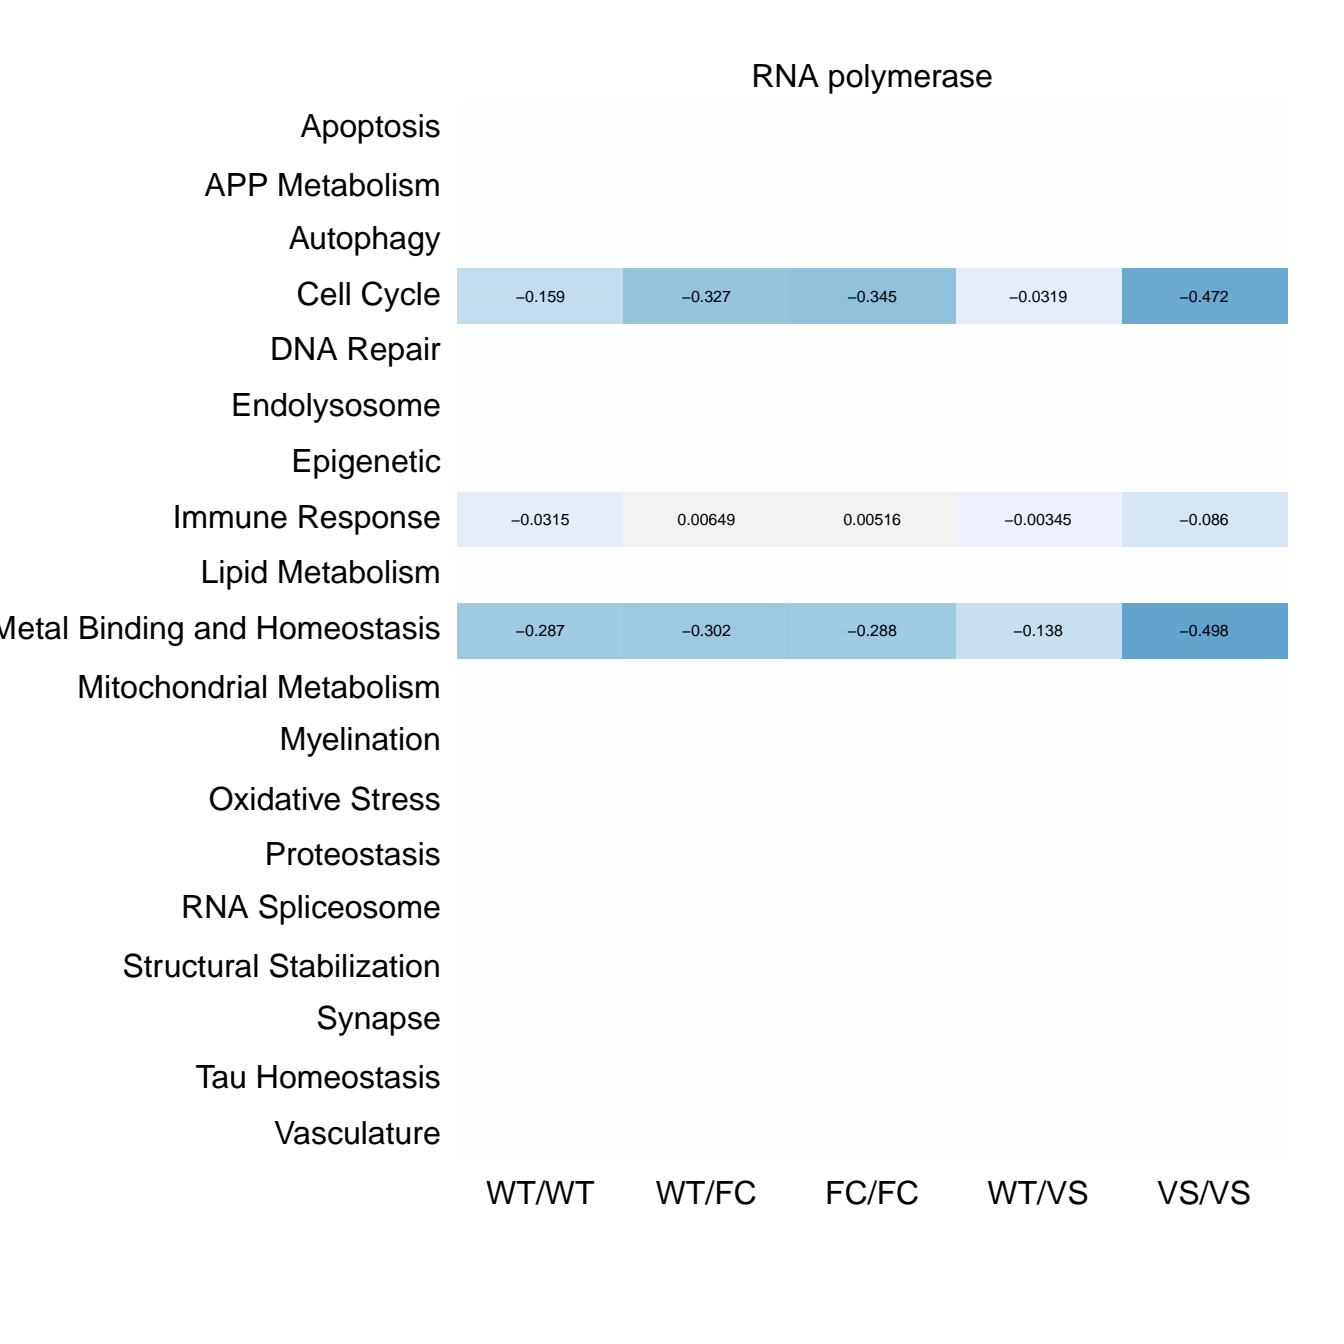 RNA polymerase
Apoptosis
APP Metabolism
Autophagy
Cell Cycle −0.159 −0.327 −0.345 −0.0319 −0.472
DNA Repair
Endolysosome
Epigenetic
Immune Response −0.0315 0.00649 0.00516 −0.00345 −0.086
Lipid Metabolism
Metal Binding and Homeostasis −0.287 −0.302 −0.288 −0.138 −0.498
Mitochondrial Metabolism
Myelination
Oxidative Stress
Proteostasis
RNA Spliceosome
Structural Stabilization
Synapse
Tau Homeostasis
Vasculature
WT/WT WT/FC FC/FC WT/VS VS/VS